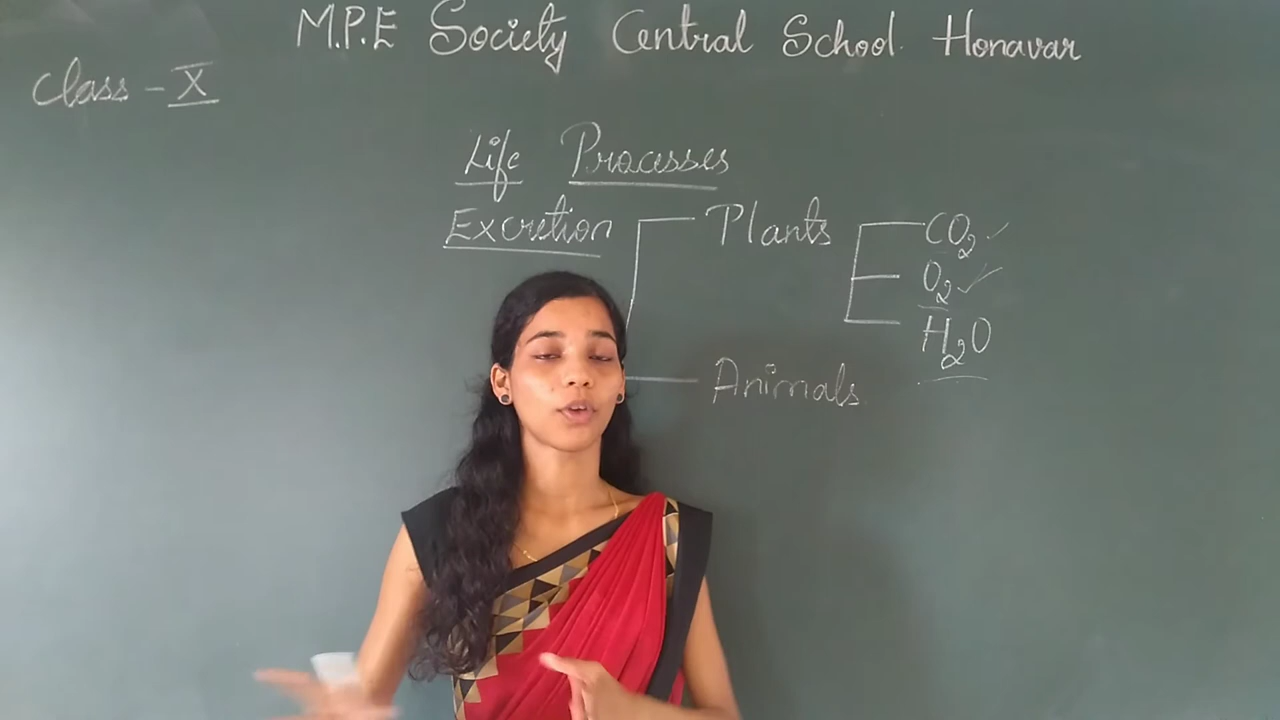 M.P.E Society Central School Honavar
Class - X
Life Processes
Excretion Plants CO2
O2
H2O
Animals